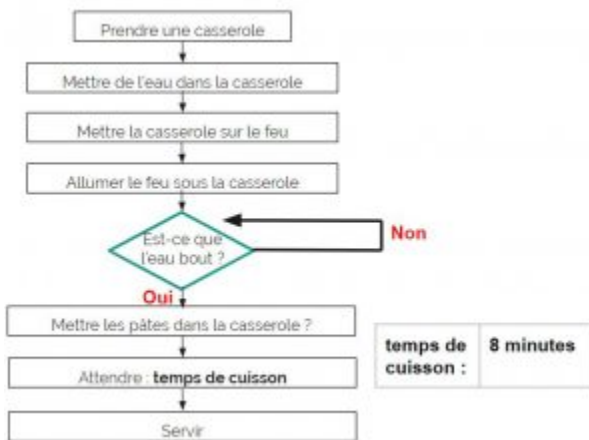 Prendre une casserole
Mettre de l'eau dans la casserole
Mettre la casserole sur le feu
Allumer le feu sous la casserole
Est-ce que
l'eau bout ?
Non
Oui
Mettre les pâtes dans la casserole ?
Attendre : temps de cuisson
temps de
cuisson :
8 minutes
Servir